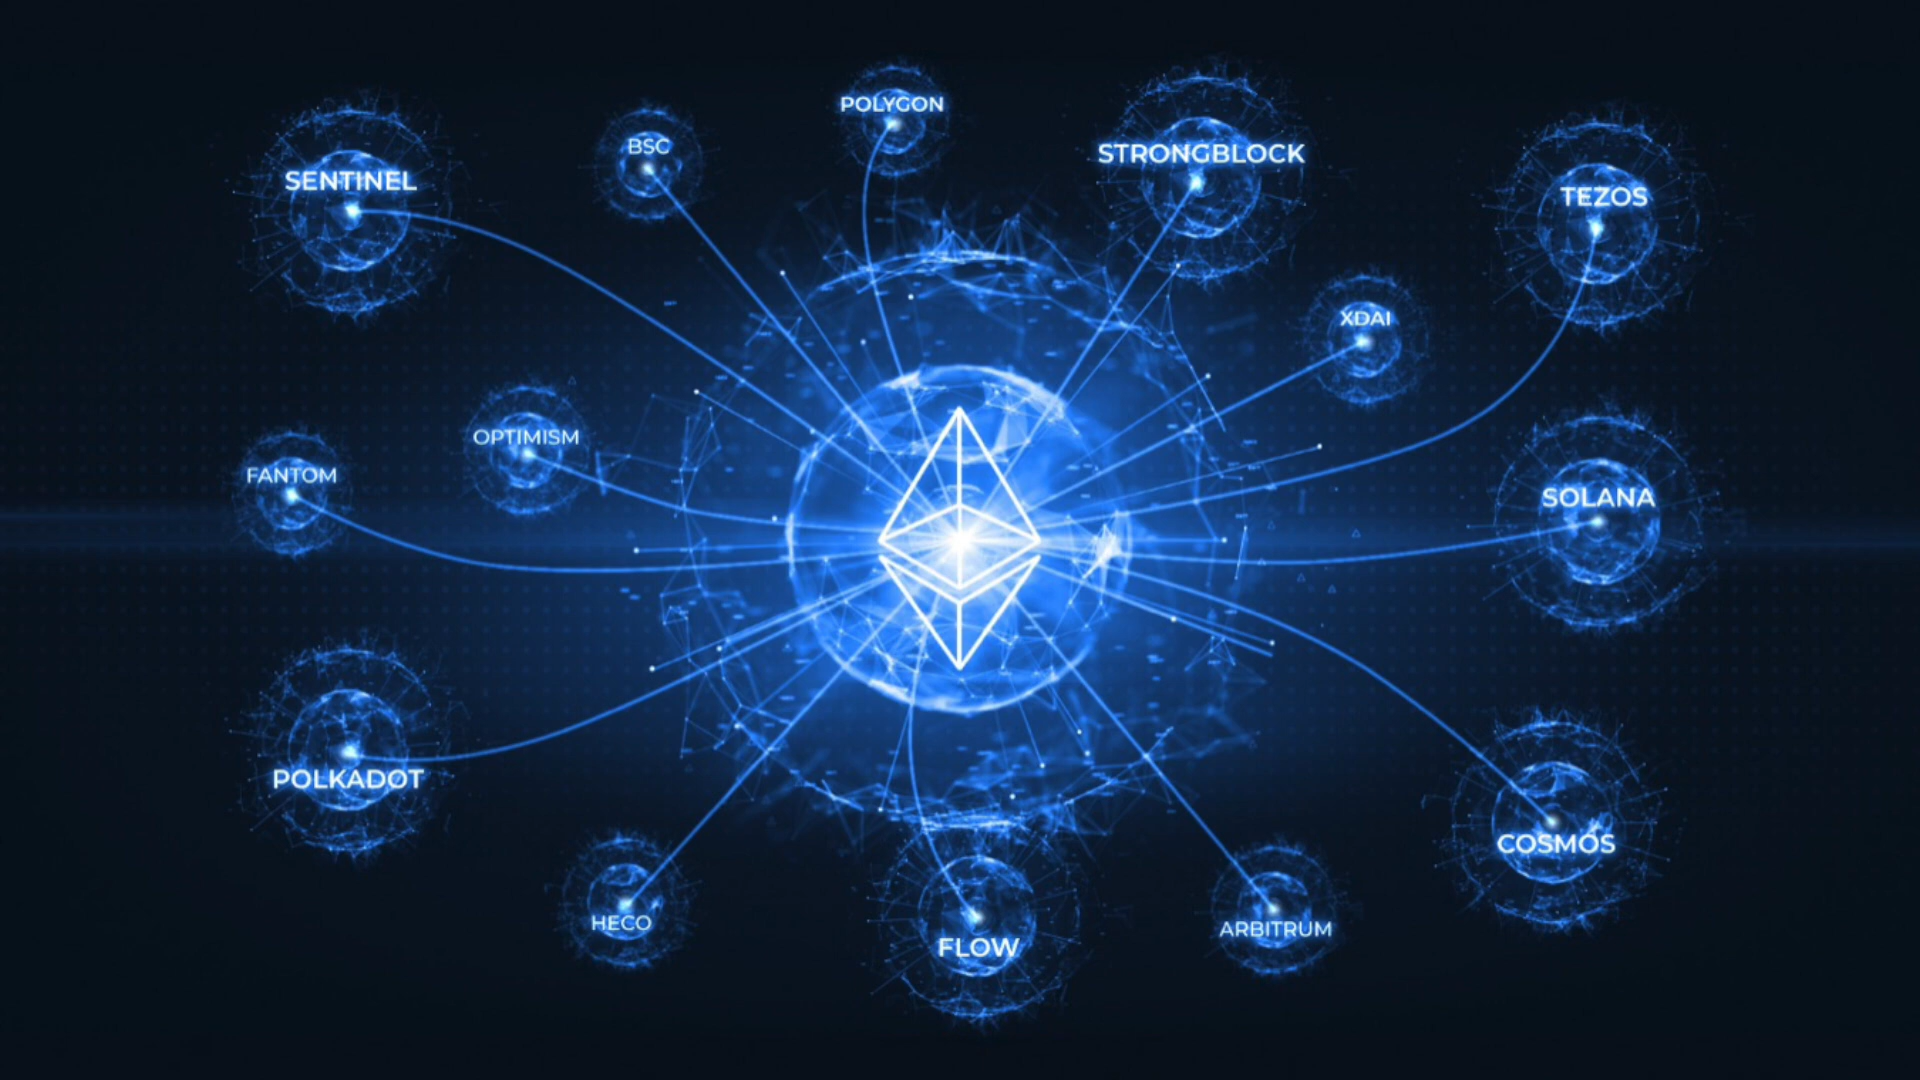 POLYGON
BSC
STRONGBLOCK
SENTINEL
TEZOS
XDAI
OPTIMISM
FANTOM
SOLANA
POLKADOT
COSMOS
HECO
FLOW
ARBITRUM